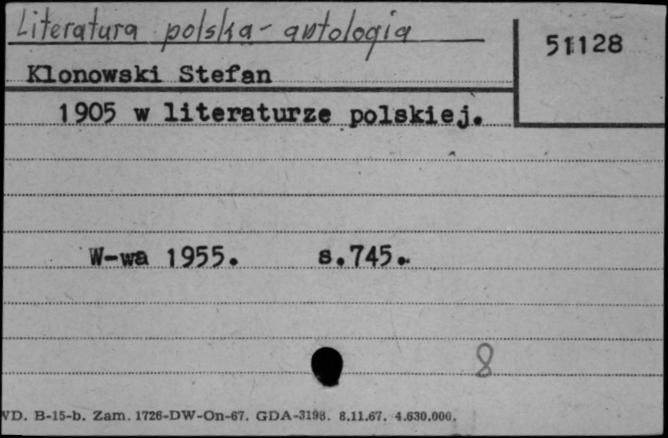 Literatura polska - antologia
51128
Klonowski Stefan
1905 w literaturze polskiej.
W-wa 1955. s.745.
8
VD. B-15-b. Zam. 1726-DW-On-67. GDA-3198. 8.11.67. 4.630.000.